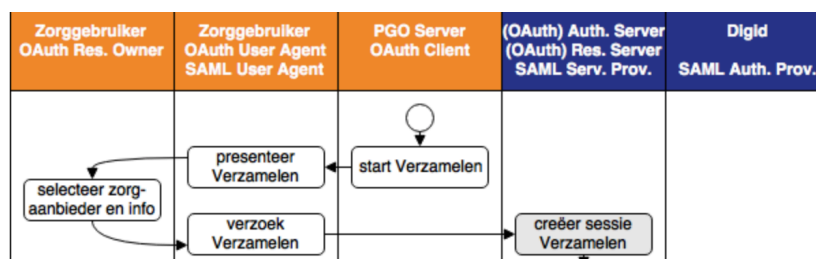 Zorggebruiker
OAuth Res. Owner
Zorggebruiker
OAuth User Agent
SAML User Agent
PGO Server
OAuth Client
(OAuth) Auth. Server
(OAuth) Res. Server
SAML Serv. Prov.
Digid
SAML Auth. Prov.
presenteer
Verzamelen
start Verzamelen
selecteer zorg-
aanbieder en info
verzoek
Verzamelen
creëer sessie
Verzamelen